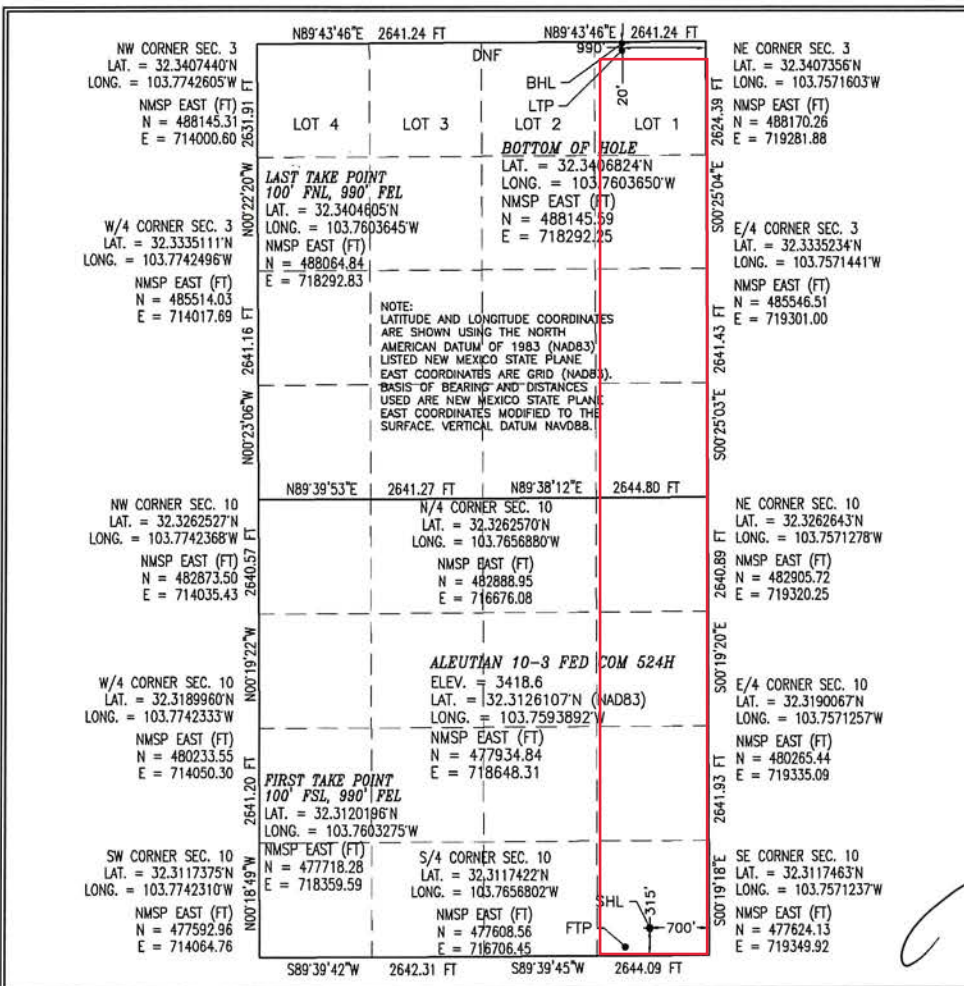 N89°43'46"E 2641.24 FT
N89°43'46"E 2641.24 FT
NW CORNER SEC. 3
LAT. = 32.3407440°N
LONG. = 103.7742605°W
NMSP EAST (FT)
N = 488145.31
E = 714000.60
2631.91 FT
N00°22'20"W
DNF
990'
BHL
LTP
20'
NE CORNER SEC. 3
LAT. = 32.3407356°N
LONG. = 103.7571603°W
NMSP EAST (FT)
N = 488170.26
E = 719281.88
2624.39 FT
S00°25'04"E
LOT 4
LOT 3
LOT 2
LOT 1
BOTTOM OF HOLE
LAT. = 32.3406824°N
LONG. = 103.7603650°W
NMSP EAST (FT)
N = 488145.59
E = 718292.25
LAST TAKE POINT
100' FNL, 990' FEL
LAT. = 32.3404605°N
LONG. = 103.7603645°W
NMSP EAST (FT)
N = 488064.84
E = 718292.83
W/4 CORNER SEC. 3
LAT. = 32.3335111°N
LONG. = 103.7742496°W
NMSP EAST (FT)
N = 485514.03
E = 714017.69
2641.16 FT
N00°23'06"W
E/4 CORNER SEC. 3
LAT. = 32.3335234°N
LONG. = 103.7571441°W
NMSP EAST (FT)
N = 485546.51
E = 719301.00
2641.43 FT
S00°25'03"E
NOTE:
LATITUDE AND LONGITUDE COORDINATES
ARE SHOWN USING THE NORTH
AMERICAN DATUM OF 1983 (NAD83)
LISTED NEW MEXICO STATE PLANE
EAST COORDINATES ARE GRID (NAD83).
BASIS OF BEARING AND DISTANCES
USED ARE NEW MEXICO STATE PLANE
EAST COORDINATES MODIFIED TO THE
SURFACE. VERTICAL DATUM NAVD88.
N89°39'53"E 2641.27 FT
N89°38'12"E 2644.80 FT
NW CORNER SEC. 10
LAT. = 32.3262527°N
LONG. = 103.7742368°W
NMSP EAST (FT)
N = 482873.50
E = 714035.43
2640.57 FT
N00°19'22"W
N/4 CORNER SEC. 10
LAT. = 32.3262570°N
LONG. = 103.7656880°W
NMSP EAST (FT)
N = 482888.95
E = 716676.08
NE CORNER SEC. 10
LAT. = 32.3262643°N
LONG. = 103.7571278°W
NMSP EAST (FT)
N = 482905.72
E = 719320.25
2640.89 FT
S00°19'20"E
ALEUTIAN 10-3 FED COM 524H
ELEV. = 3418.6
LAT. = 32.3126107°N (NAD83)
LONG. = 103.7593892°W
NMSP EAST (FT)
N = 477934.84
E = 718648.31
W/4 CORNER SEC. 10
LAT. = 32.3189960°N
LONG. = 103.7742333°W
NMSP EAST (FT)
N = 480233.55
E = 714050.30
2641.20 FT
N00°18'49"W
E/4 CORNER SEC. 10
LAT. = 32.3190067°N
LONG. = 103.7571257°W
NMSP EAST (FT)
N = 480265.44
E = 719335.09
2641.93 FT
S00°19'18"E
FIRST TAKE POINT
100' FSL, 990' FEL
LAT. = 32.3120196°N
LONG. = 103.7603275°W
NMSP EAST (FT)
N = 477718.28
E = 718359.59
SW CORNER SEC. 10
LAT. = 32.3117375°N
LONG. = 103.7742310°W
NMSP EAST (FT)
N = 477592.96
E = 714064.76
S/4 CORNER SEC. 10
LAT. = 32.3117422°N
LONG. = 103.7656802°W
NMSP EAST (FT)
N = 477608.56
E = 716706.45
SHL
315'
700'
FTP
SE CORNER SEC. 10
LAT. = 32.3117463°N
LONG. = 103.7571237°W
NMSP EAST (FT)
N = 477624.13
E = 719349.92
S89°39'42"W 2642.31 FT
S89°39'45"W 2644.09 FT